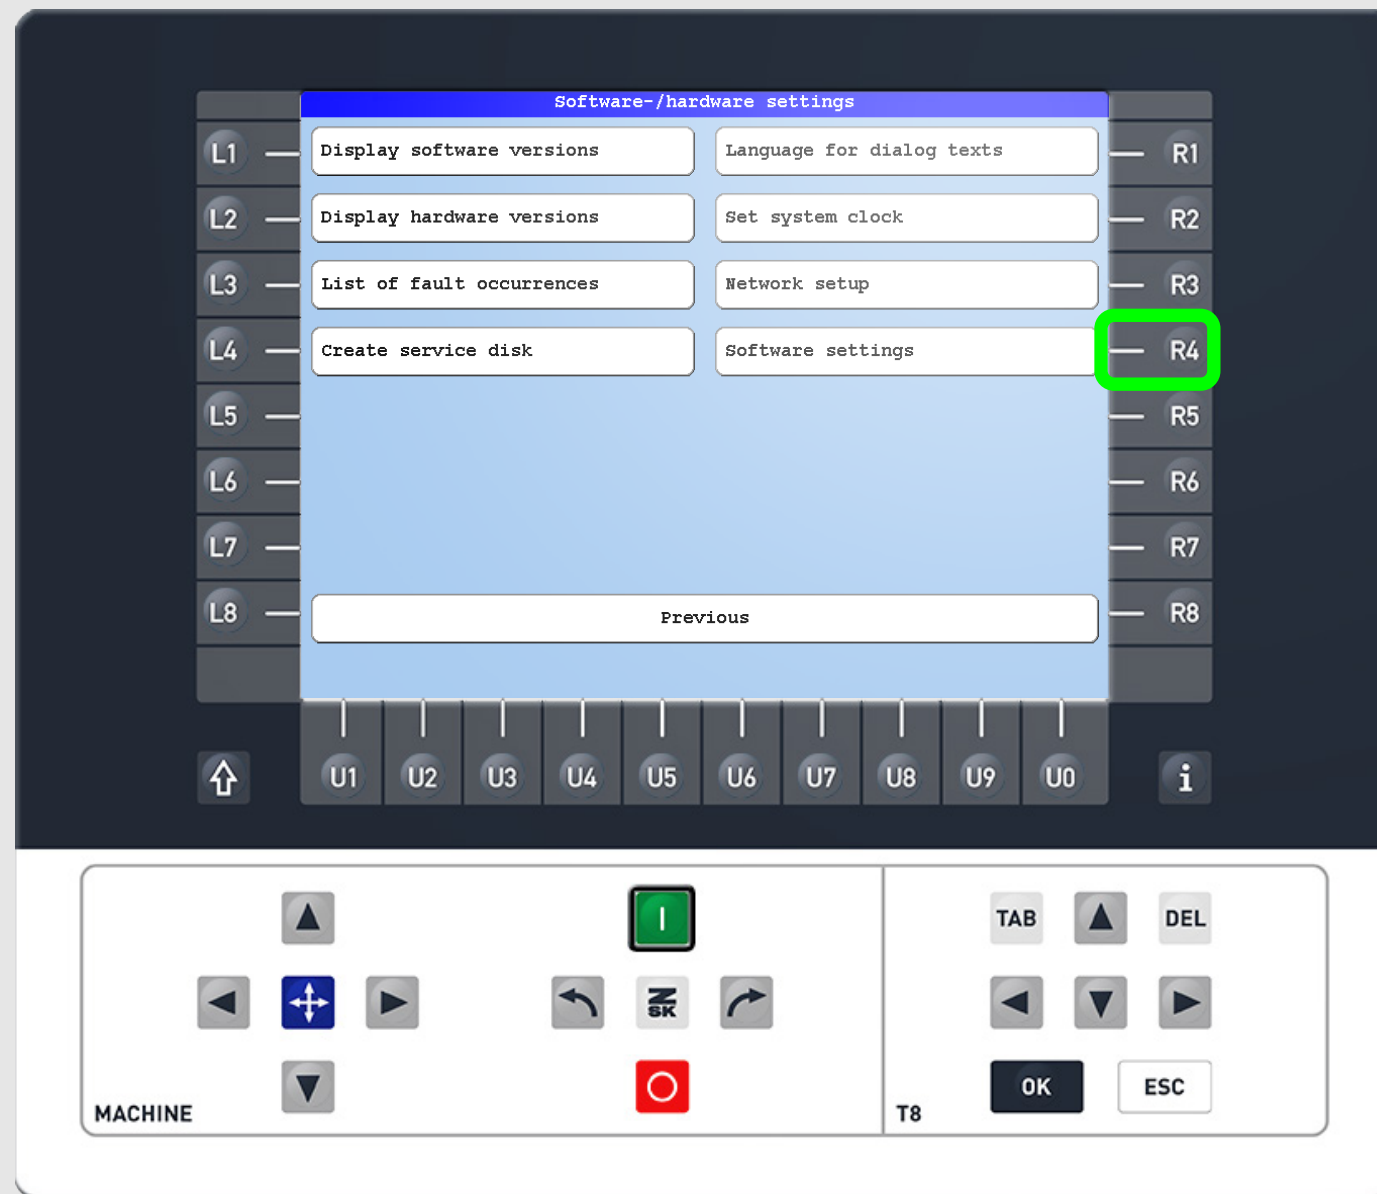 Software-/hardware settings
L1 Display software versions Language for dialog texts R1
L2 Display hardware versions Set system clock R2
L3 List of fault occurrences Network setup R3
L4 Create service disk Software settings R4
L5 R5
L6 R6
L7 R7
L8 Previous R8
U1 U2 U3 U4 U5 U6 U7 U8 U9 U0 i
I TAB DEL
ZSK
OK ESC
MACHINE T8